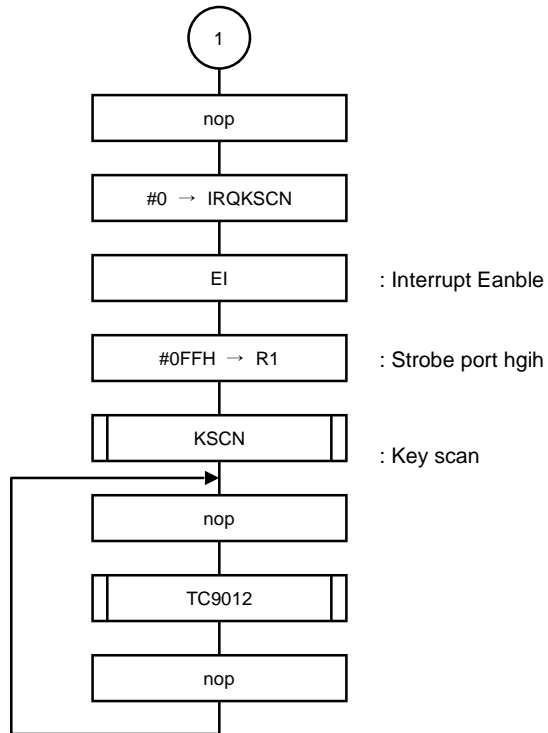 1
nop
#0 → IRQKSCN
EI : Interrupt Eanble
#0FFH → R1 : Strobe port hgih
KSCN : Key scan
nop
TC9012
nop